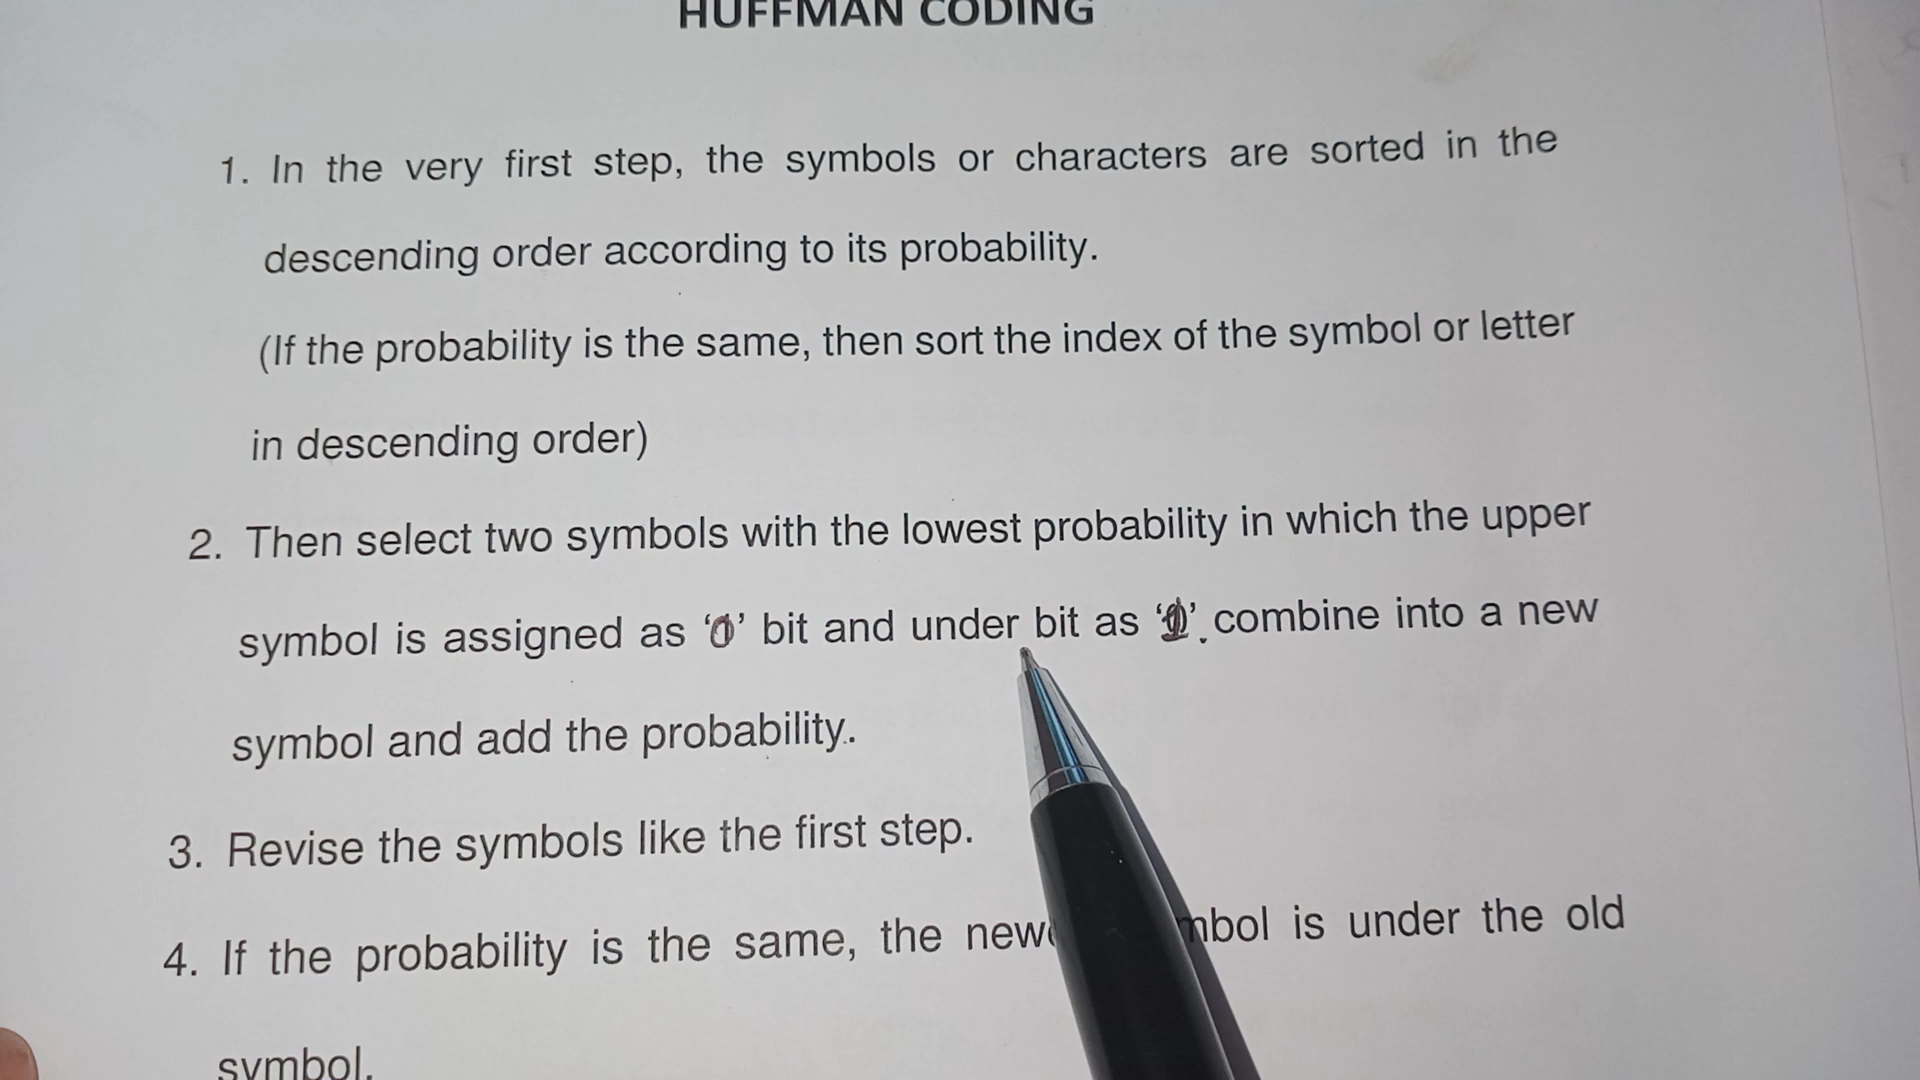 HUFFMAN CODING
1. In the very first step, the symbols or characters are sorted in the
descending order according to its probability.
(If the probability is the same, then sort the index of the symbol or letter
in descending order)
2. Then select two symbols with the lowest probability in which the upper
symbol is assigned as ‘0’ bit and under bit as ‘1’. combine into a new
symbol and add the probability.
3. Revise the symbols like the first step.
4. If the probability is the same, the is under the old
symbol.